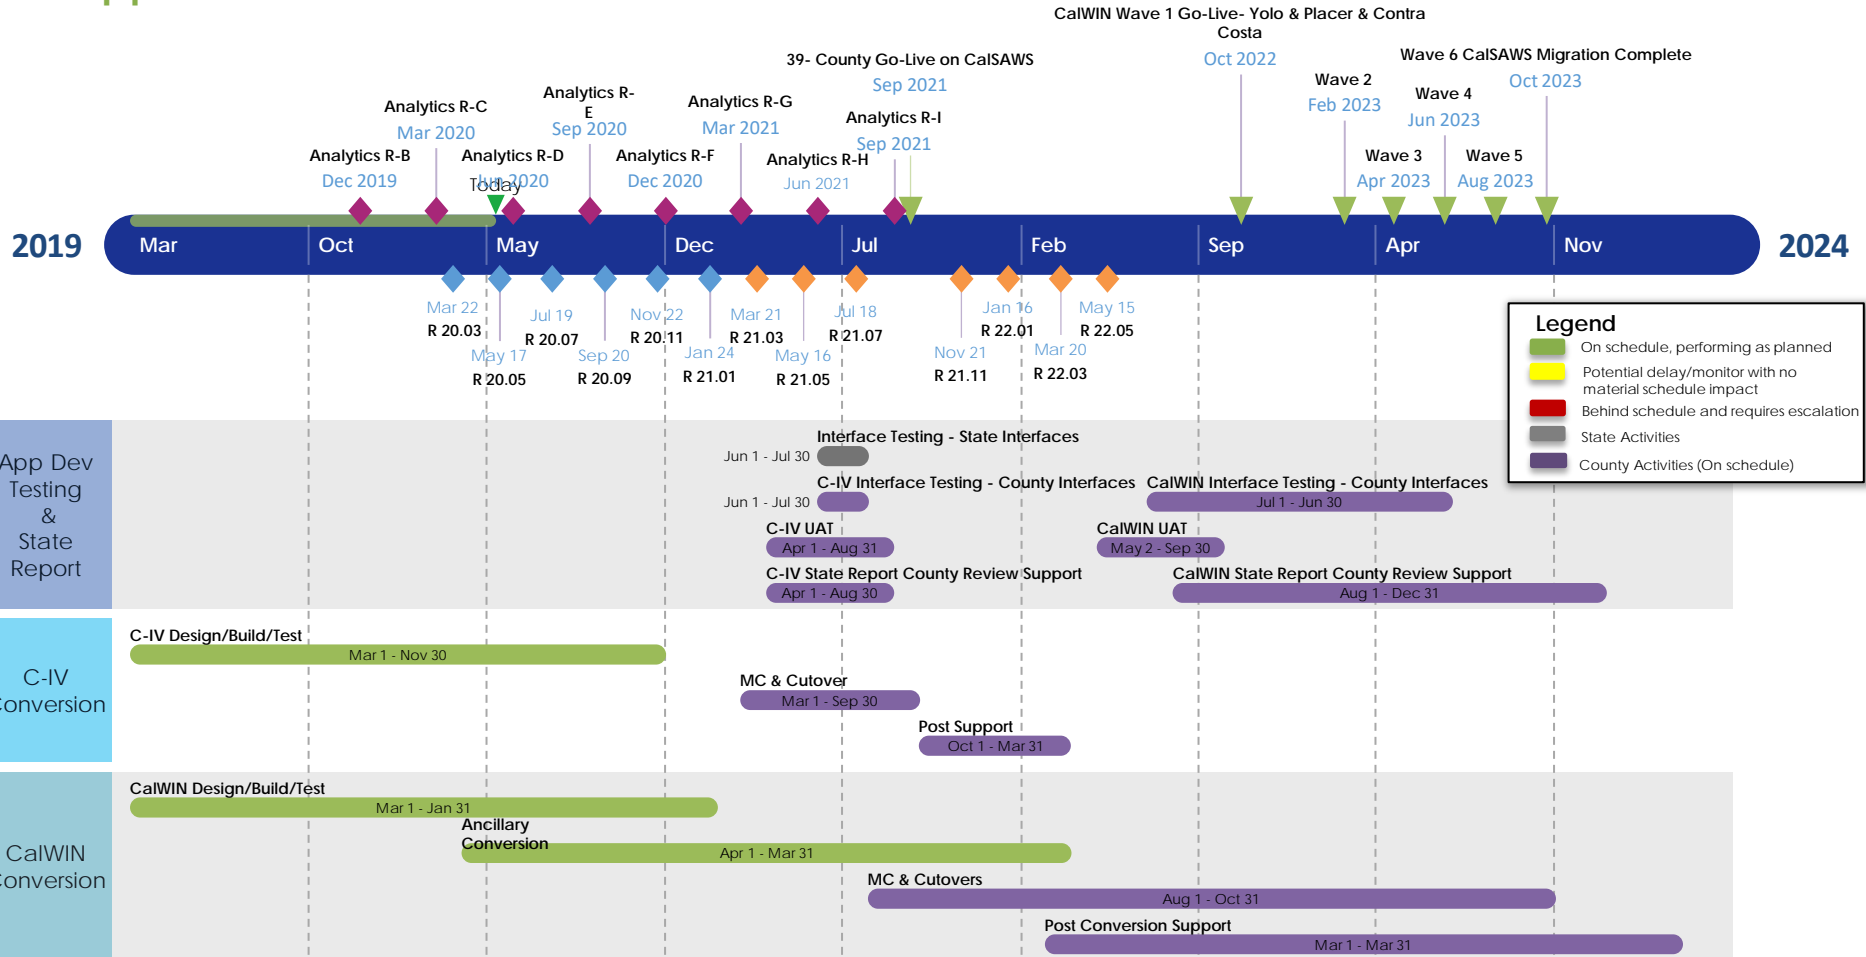 CalWIN Wave 1 Go-Live- Yolo & Placer & Contra
Costa
Oct 2022
39- County Go-Live on CalSAWS
Sep 2021
Wave 6 CalSAWS Migration Complete
Oct 2023
Wave 2
Feb 2023
Wave 4
Jun 2023
Analytics R-C
Mar 2020
Analytics R-
E
Sep 2020
Analytics R-G
Mar 2021
Analytics R-I
Sep 2021
Analytics R-B
Dec 2019
Analytics R-D
Jun 2020
Today
Analytics R-F
Dec 2020
Analytics R-H
Jun 2021
Wave 3
Apr 2023
Wave 5
Aug 2023
2019
Mar
Oct
May
Dec
Jul
Feb
Sep
Apr
Nov
2024
Mar 22
R 20.03
May 17
R 20.05
Jul 19
R 20.07
Sep 20
R 20.09
Nov 22
R 20.11
Jan 24
R 21.01
Mar 21
R 21.03
May 16
R 21.05
Jul 18
R 21.07
Nov 21
R 21.11
Jan 16
R 22.01
Mar 20
R 22.03
May 15
R 22.05
Legend
On schedule, performing as planned
Potential delay/monitor with no
material schedule impact
Behind schedule and requires escalation
State Activities
County Activities (On schedule)
App Dev
Testing
&
State
Report
Interface Testing - State Interfaces
Jun 1 - Jul 30
C-IV Interface Testing - County Interfaces
Jun 1 - Jul 30
CalWIN Interface Testing - County Interfaces
Jul 1 - Jun 30
C-IV UAT
Apr 1 - Aug 31
CalWIN UAT
May 2 - Sep 30
C-IV State Report County Review Support
Apr 1 - Aug 30
CalWIN State Report County Review Support
Aug 1 - Dec 31
C-IV
Conversion
C-IV Design/Build/Test
Mar 1 - Nov 30
MC & Cutover
Mar 1 - Sep 30
Post Support
Oct 1 - Mar 31
CalWIN
Conversion
CalWIN Design/Build/Test
Mar 1 - Jan 31
Ancillary
Conversion
Apr 1 - Mar 31
MC & Cutovers
Aug 1 - Oct 31
Post Conversion Support
Mar 1 - Mar 31